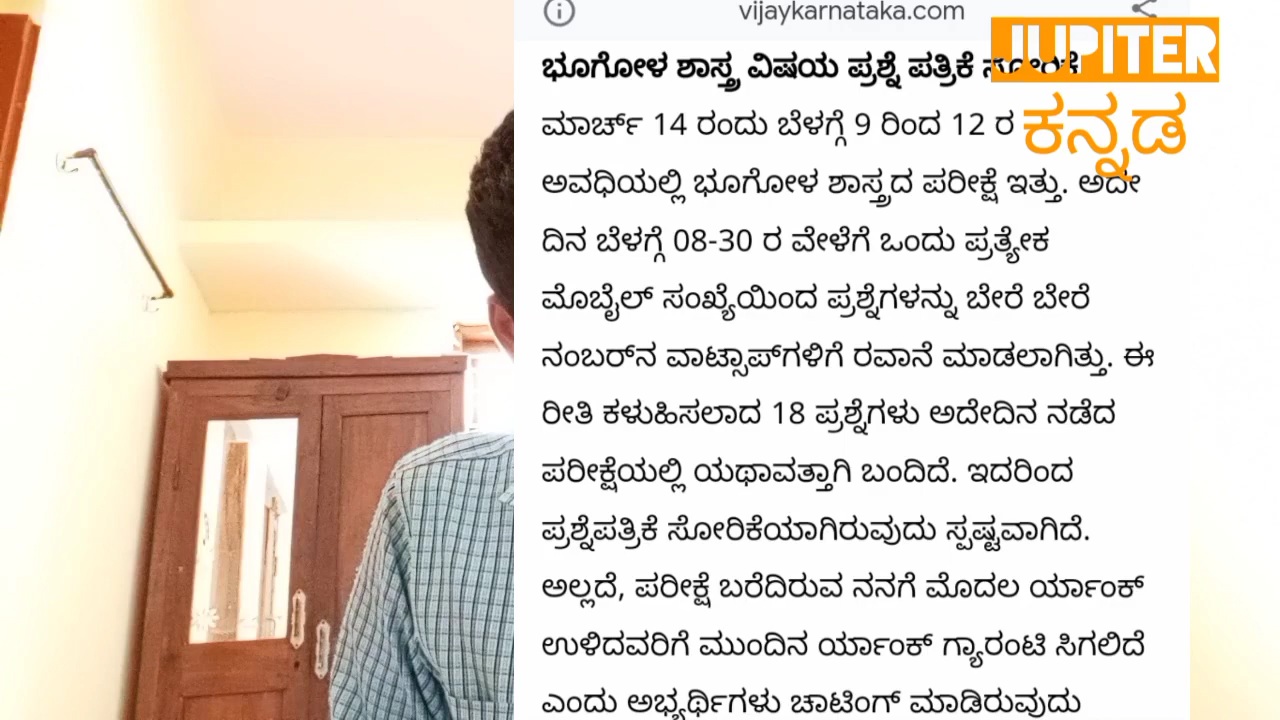 vijaykarnataka.com
JUPITER
ಕನ್ನಡ
ಭೂಗೋಳ ಶಾಸ್ತ್ರ ವಿಷಯ ಪ್ರಶ್ನೆ ಪತ್ರಿಕೆ ಸೋರಿಕೆ
ಮಾರ್ಚ್ 14 ರಂದು ಬೆಳಗ್ಗೆ 9 ರಿಂದ 12 ರ
ಅವಧಿಯಲ್ಲಿ ಭೂಗೋಳ ಶಾಸ್ತ್ರದ ಪರೀಕ್ಷೆ ಇತ್ತು. ಅದೇ
ದಿನ ಬೆಳಗ್ಗೆ 08-30 ರ ವೇಳೆಗೆ ಒಂದು ಪ್ರತ್ಯೇಕ
ಮೊಬೈಲ್ ಸಂಖ್ಯೆಯಿಂದ ಪ್ರಶ್ನೆಗಳನ್ನು ಬೇರೆ ಬೇರೆ
ನಂಬರ್‌ನ ವಾಟ್ಸಾಪ್‌ಗಳಿಗೆ ರವಾನೆ ಮಾಡಲಾಗಿತ್ತು. ಈ
ರೀತಿ ಕಳುಹಿಸಲಾದ 18 ಪ್ರಶ್ನೆಗಳು ಅದೇದಿನ ನಡೆದ
ಪರೀಕ್ಷೆಯಲ್ಲಿ ಯಥಾವತ್ತಾಗಿ ಬಂದಿದೆ. ಇದರಿಂದ
ಪ್ರಶ್ನೆಪತ್ರಿಕೆ ಸೋರಿಕೆಯಾಗಿರುವುದು ಸ್ಪಷ್ಟವಾಗಿದೆ.
ಅಲ್ಲದೆ, ಪರೀಕ್ಷೆ ಬರೆದಿರುವ ನನಗೆ ಮೊದಲ ರ್ಯಾಂಕ್
ಉಳಿದವರಿಗೆ ಮುಂದಿನ ರ್ಯಾಂಕ್ ಗ್ಯಾರಂಟಿ ಸಿಗಲಿದೆ
ಎಂದು ಅಭ್ಯರ್ಥಿಗಳು ಚಾಟಿಂಗ್ ಮಾಡಿರುವುದು